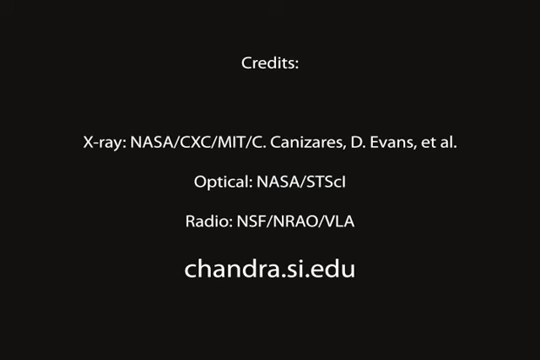 Credits:
X-ray: NASA/CXC/MIT/C. Canizares, D. Evans, et al.
Optical: NASA/STScI
Radio: NSF/NRAO/VLA
chandra.si.edu